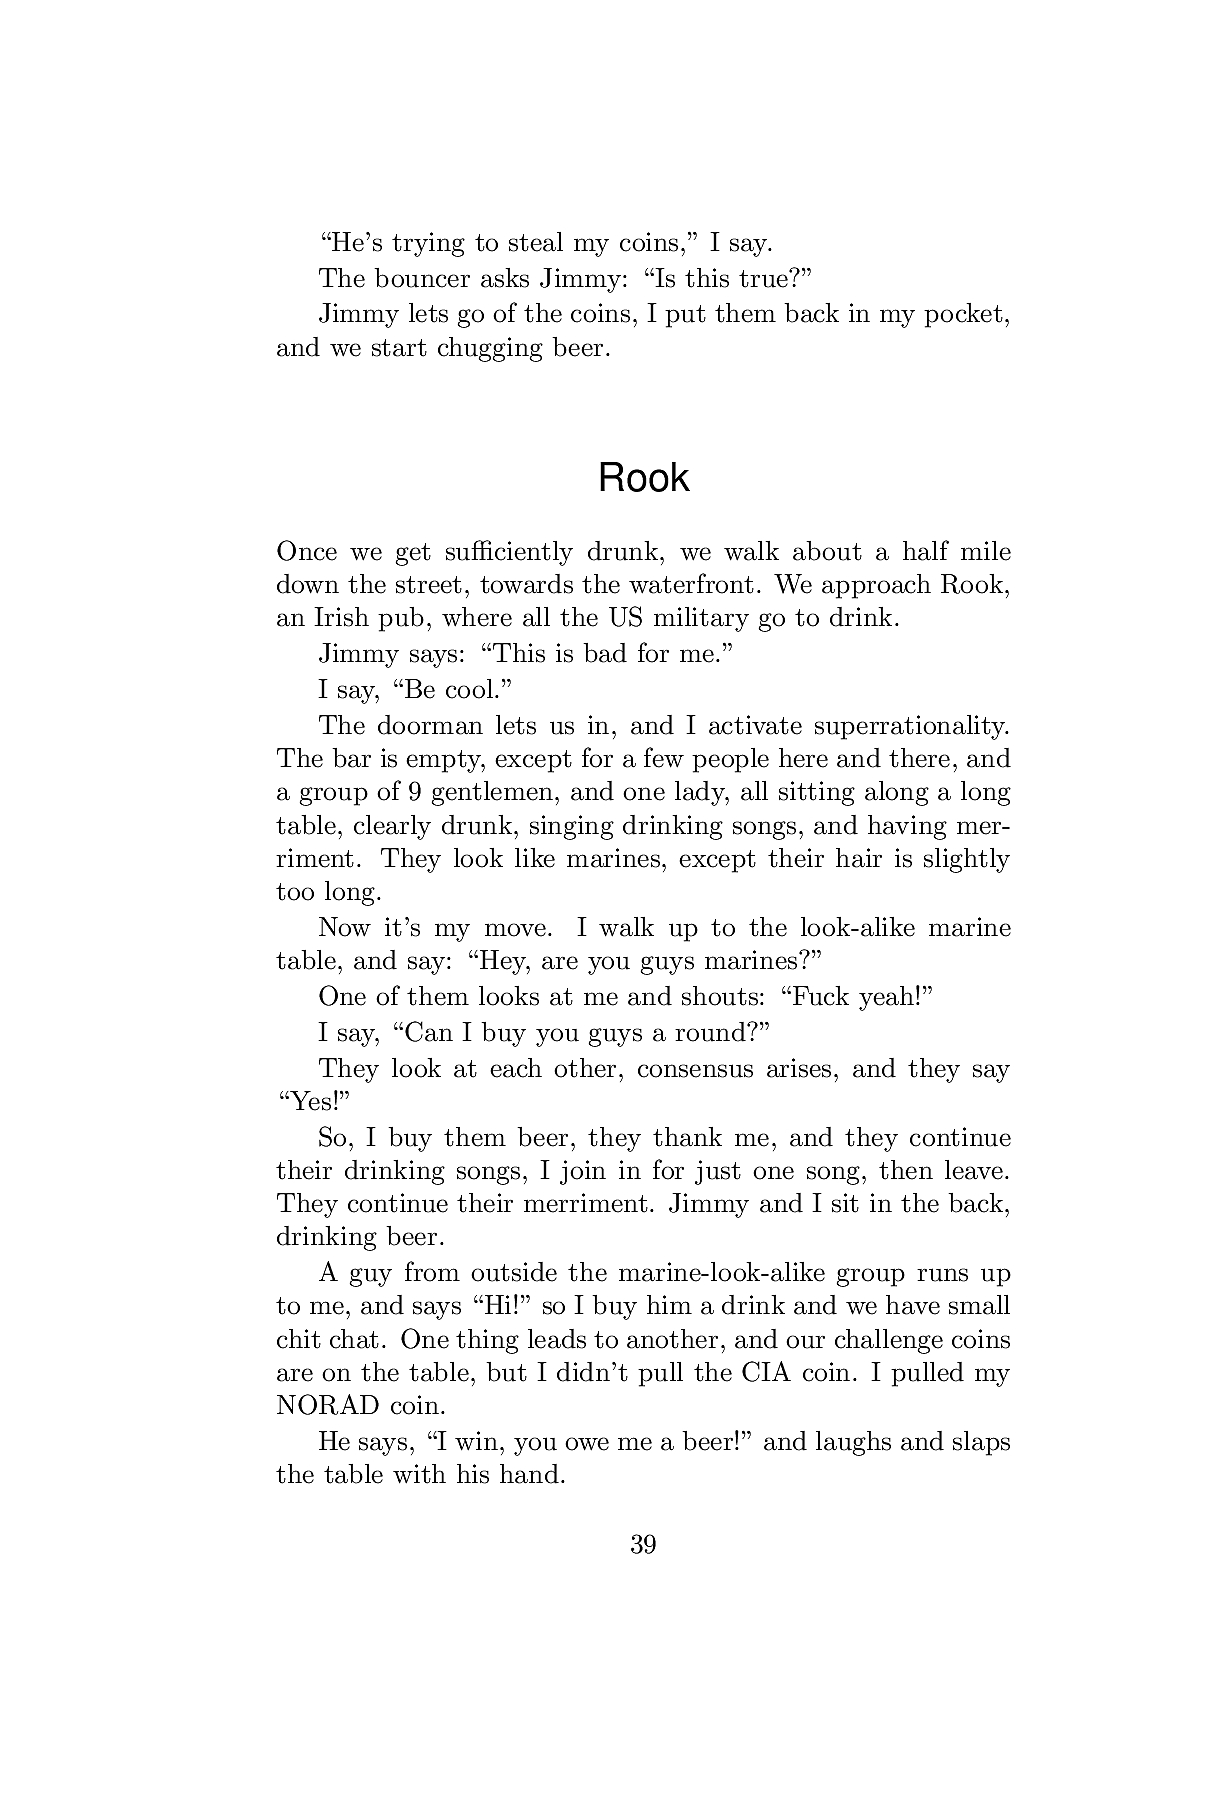 “He’s trying to steal my coins,” I say.
The bouncer asks Jimmy: “Is this true?”
Jimmy lets go of the coins, I put them back in my pocket,
and we start chugging beer.
Rook
Once we get sufficiently drunk, we walk about a half mile
down the street, towards the waterfront. We approach Rook,
an Irish pub, where all the US military go to drink.
Jimmy says: “This is bad for me.”
I say, “Be cool.”
The doorman lets us in, and I activate superrationality.
The bar is empty, except for a few people here and there, and
a group of 9 gentlemen, and one lady, all sitting along a long
table, clearly drunk, singing drinking songs, and having mer-
riment. They look like marines, except their hair is slightly
too long.
Now it’s my move. I walk up to the look-alike marine
table, and say: “Hey, are you guys marines?”
One of them looks at me and shouts: “Fuck yeah!”
I say, “Can I buy you guys a round?”
They look at each other, consensus arises, and they say
“Yes!”
So, I buy them beer, they thank me, and they continue
their drinking songs, I join in for just one song, then leave.
They continue their merriment. Jimmy and I sit in the back,
drinking beer.
A guy from outside the marine-look-alike group runs up
to me, and says “Hi!” so I buy him a drink and we have small
chit chat. One thing leads to another, and our challenge coins
are on the table, but I didn’t pull the CIA coin. I pulled my
NORAD coin.
He says, “I win, you owe me a beer!” and laughs and slaps
the table with his hand.
39